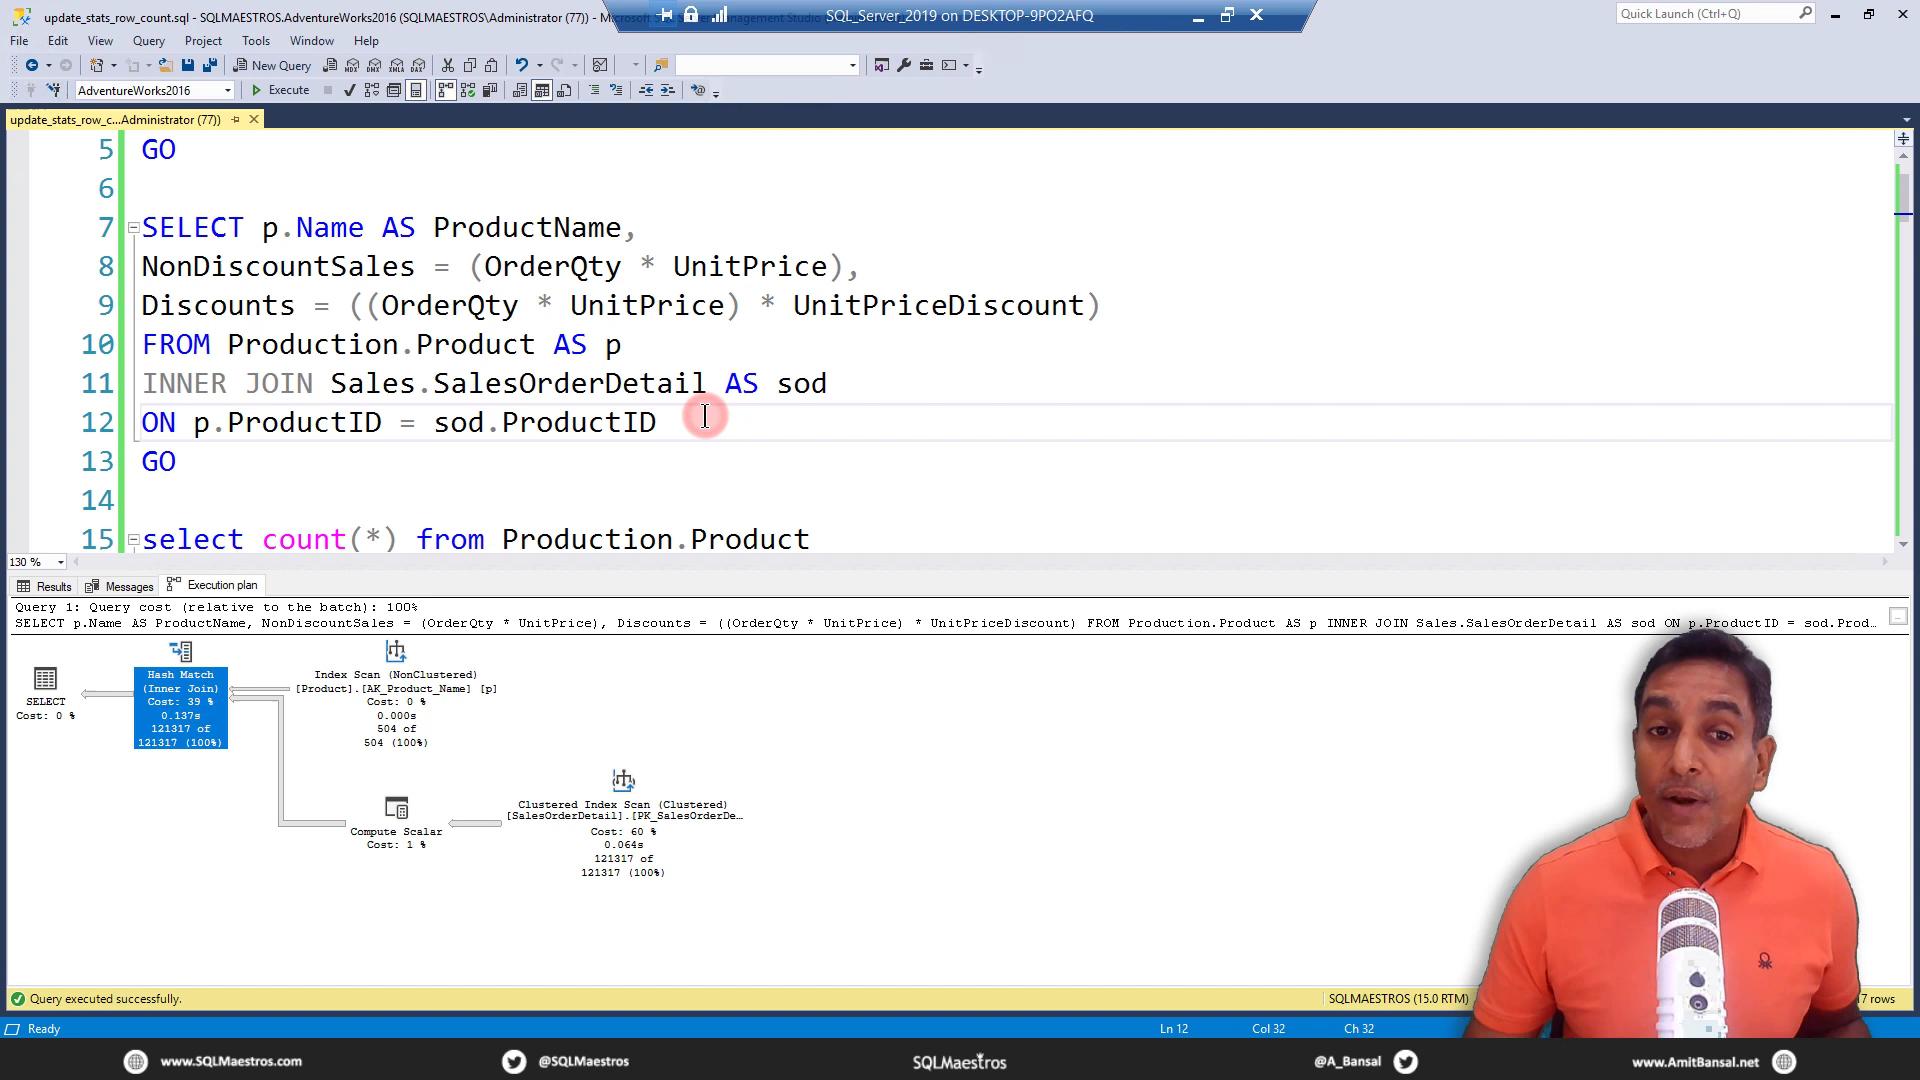 update_stats_row_count.sql - SQLMAESTROS.AdventureWorks2016 (SQLMAESTROS\Administrator (77)) - Microsoft SQL Server Management Studio
SQL_Server_2019 on DESKTOP-9PO2AFQ
Quick Launch (Ctrl+Q)
File Edit View Query Project Tools Window Help
New Query
AdventureWorks2016
Execute
update_stats_row_c...Administrator (77))
5 GO
6
7 SELECT p.Name AS ProductName,
8 NonDiscountSales = (OrderQty * UnitPrice),
9 Discounts = ((OrderQty * UnitPrice) * UnitPriceDiscount)
10 FROM Production.Product AS p
11 INNER JOIN Sales.SalesOrderDetail AS sod
12 ON p.ProductID = sod.ProductID
13 GO
14
15 select count(*) from Production.Product
130 %
Results Messages Execution plan
Query 1: Query cost (relative to the batch): 100%
SELECT p.Name AS ProductName, NonDiscountSales = (OrderQty * UnitPrice), Discounts = ((OrderQty * UnitPrice) * UnitPriceDiscount) FROM Production.Product AS p INNER JOIN Sales.SalesOrderDetail AS sod ON p.ProductID = sod.Prod...
SELECT
Cost: 0 %
Hash Match
(Inner Join)
Cost: 39 %
0.137s
121317 of
121317 (100%)
Index Scan (NonClustered)
[Product].[AK_Product_Name] [p]
Cost: 0 %
0.000s
504 of
504 (100%)
Compute Scalar
Cost: 1 %
Clustered Index Scan (Clustered)
[SalesOrderDetail].[PK_SalesOrderDe...
Cost: 60 %
0.064s
121317 of
121317 (100%)
Query executed successfully.
SQLMAESTROS (15.0 RTM)
7 rows
Ready
Ln 12
Col 32
Ch 32
www.SQLMaestros.com
@SQLMaestros
SQLMaestros
@A_Bansal
www.AmitBansal.net